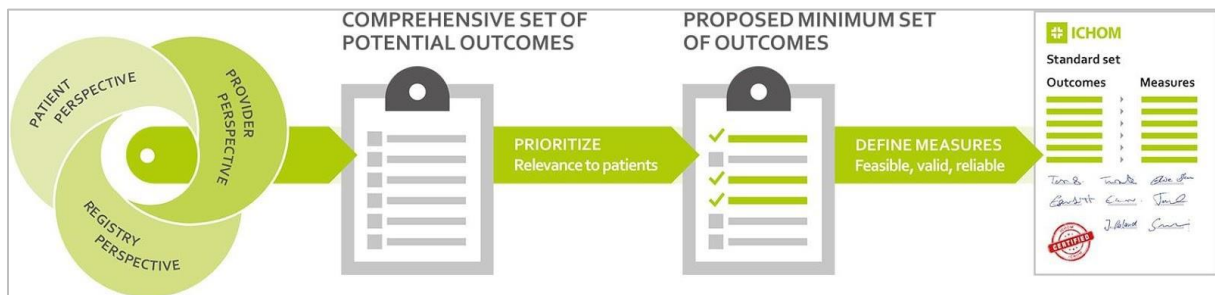 PATIENT
PERSPECTIVE
PROVIDER
PERSPECTIVE
REGISTRY
PERSPECTIVE
COMPREHENSIVE SET OF
POTENTIAL OUTCOMES
PRIORITIZE
Relevance to patients
PROPOSED MINIMUM SET
OF OUTCOMES
DEFINE MEASURES
Feasible, valid, reliable
ICHOM
Standard set
Outcomes Measures
CERTIFIED